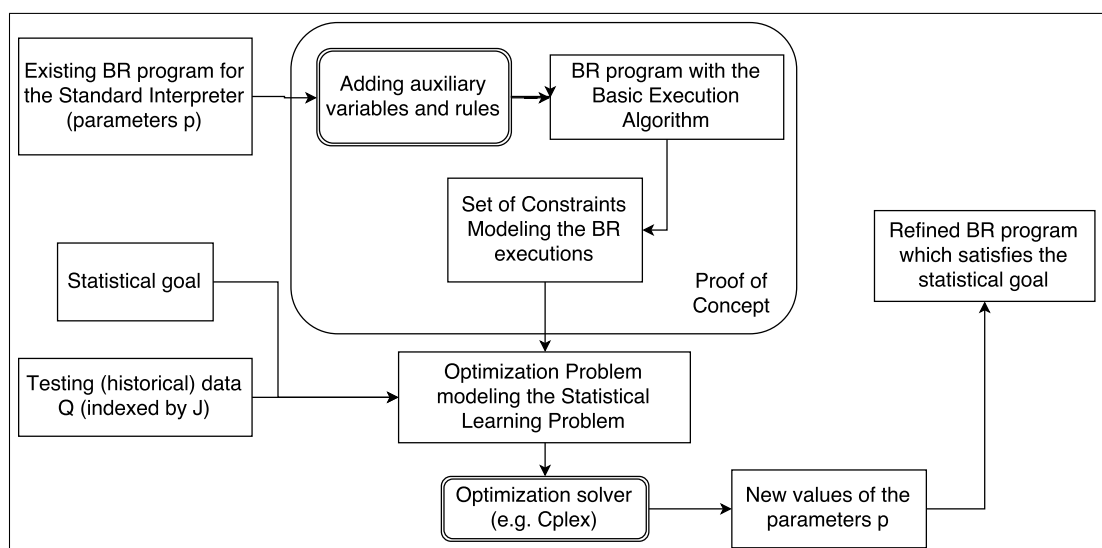 Existing BR program for
the Standard Interpreter
(parameters p)
Adding auxiliary
variables and rules
BR program with the
Basic Execution
Algorithm
Set of Constraints
Modeling the BR
executions
Proof of
Concept
Refined BR program
which satisfies the
statistical goal
Statistical goal
Testing (historical) data
Q (indexed by J)
Optimization Problem
modeling the Statistical
Learning Problem
Optimization solver
(e.g. Cplex)
New values of the
parameters p